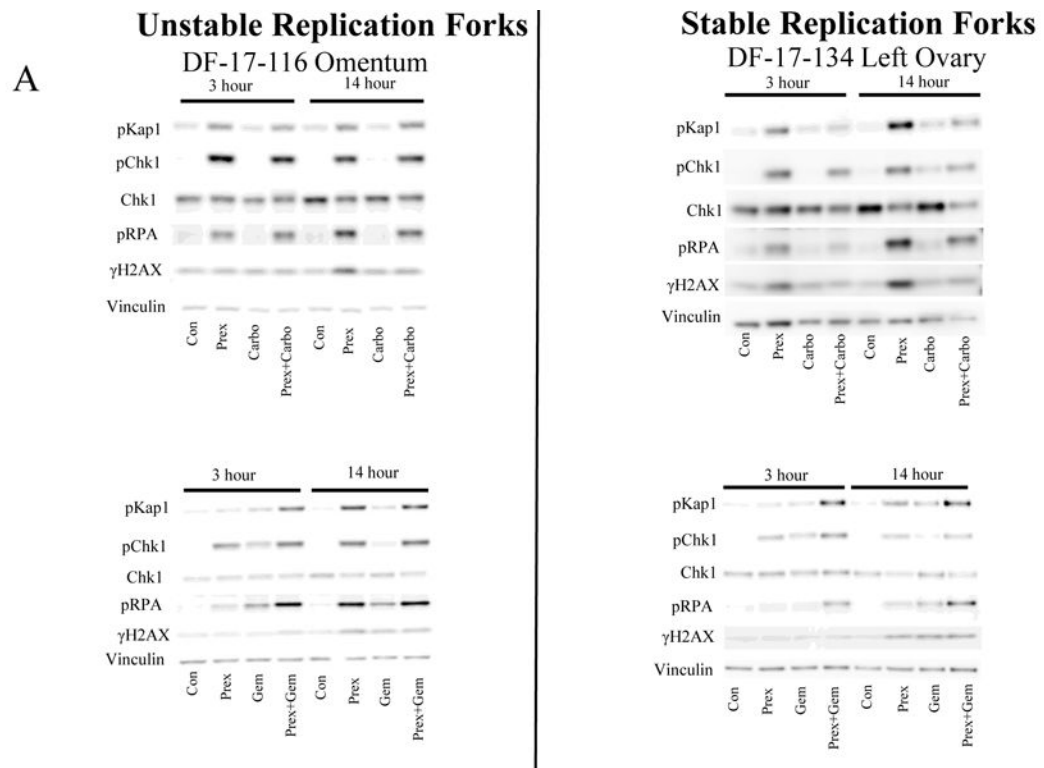 Unstable Replication Forks
DF-17-116 Omentum
A
3 hour 14 hour
pKap1
pChk1
Chk1
pRPA
γH2AX
Vinculin
Con Prex Carbo Prex+Carbo Con Prex Carbo Prex+Carbo
3 hour 14 hour
pKap1
pChk1
Chk1
pRPA
γH2AX
Vinculin
Con Prex Gem Prex+Gem Con Prex Gem Prex+Gem
Stable Replication Forks
DF-17-134 Left Ovary
3 hour 14 hour
pKap1
pChk1
Chk1
pRPA
γH2AX
Vinculin
Con Prex Carbo Prex+Carbo Con Prex Carbo Prex+Carbo
3 hour 14 hour
pKap1
pChk1
Chk1
pRPA
γH2AX
Vinculin
Con Prex Gem Prex+Gem Con Prex Gem Prex+Gem